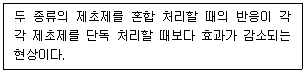 두 종류의 제초제를 혼합 처리할 때의 반응이 각
각 제초제를 단독 처리할 때보다 효과가 감소되는
현상이다.